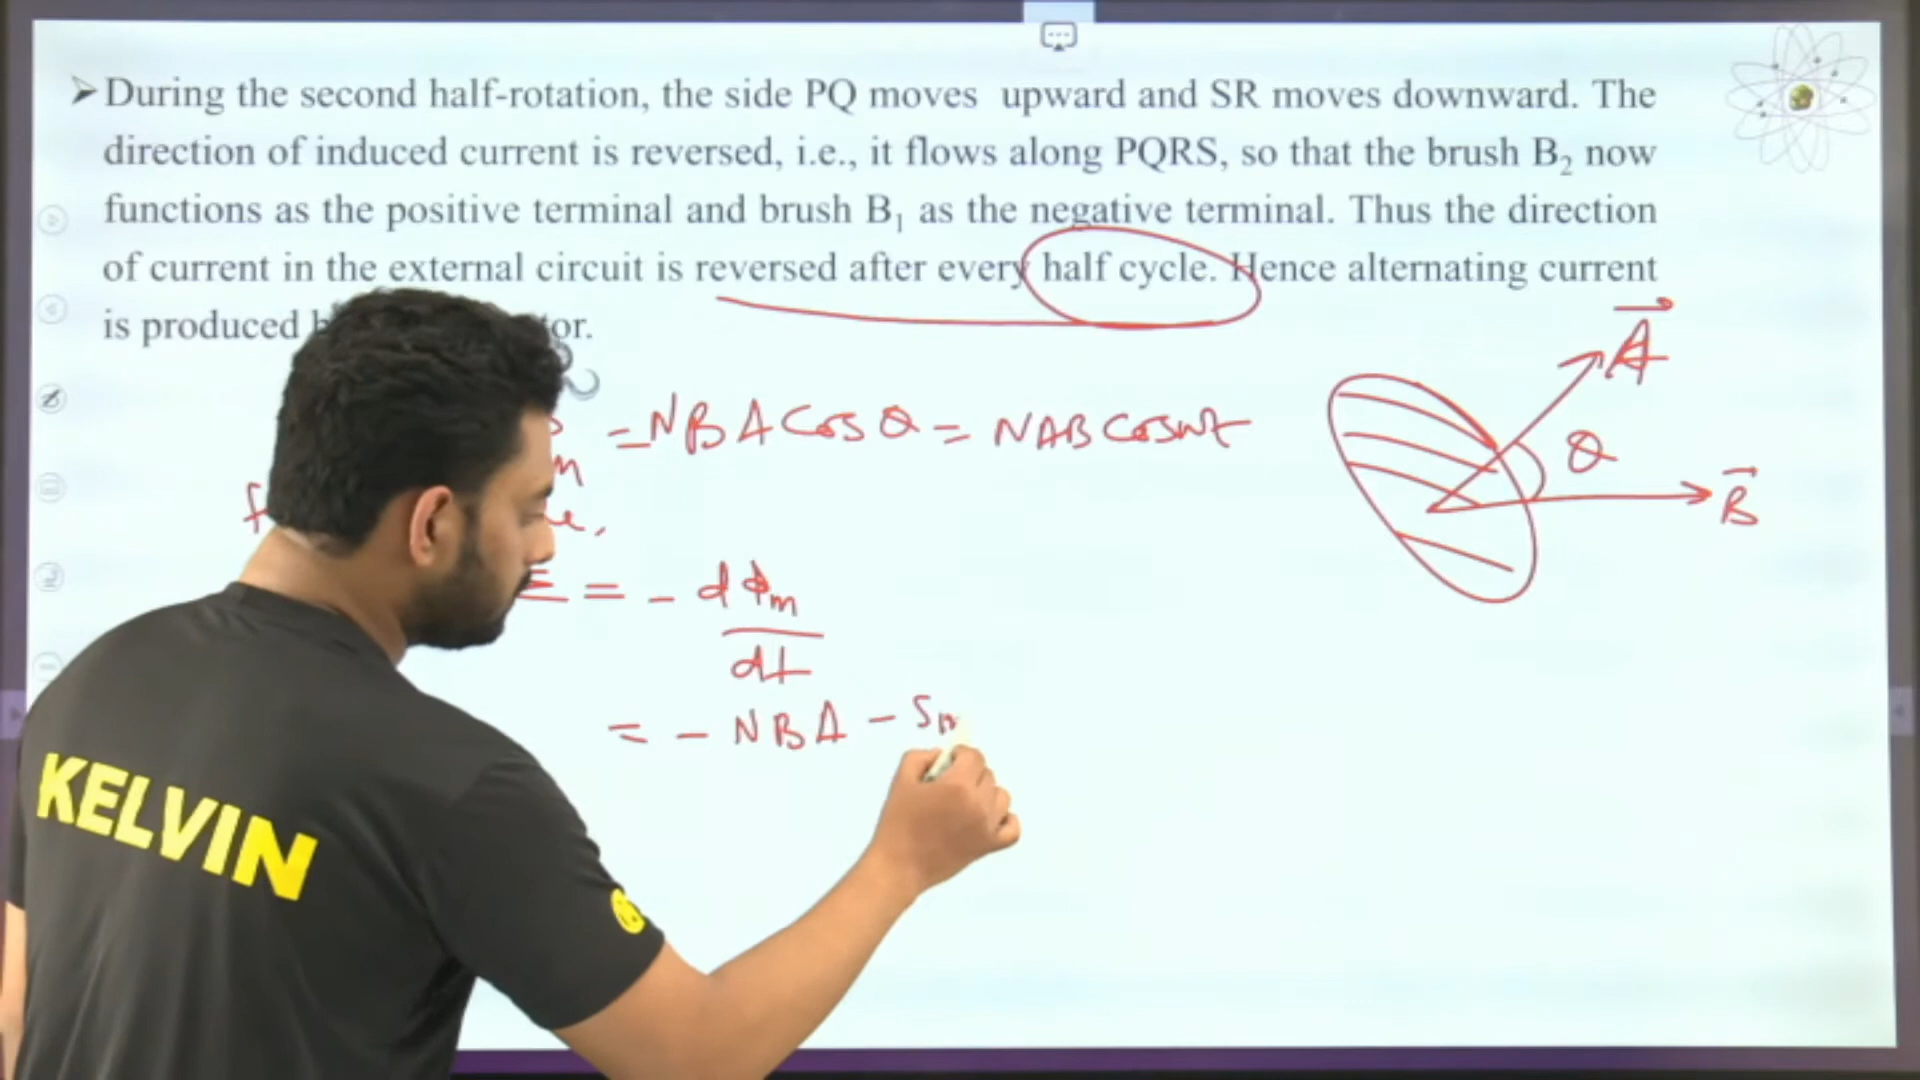 ➤During the second half-rotation, the side PQ moves upward and SR moves downward. The
direction of induced current is reversed, i.e., it flows along PQRS, so that the brush B₂ now
functions as the positive terminal and brush B₁ as the negative terminal. Thus the direction
of current in the external circuit is reversed after every half cycle. Hence alternating current
is produced
= NBA Cos θ = NAB Cos ωt
E = - dϕm
dt
= - NBA - Sin
A
θ
B
KELVIN